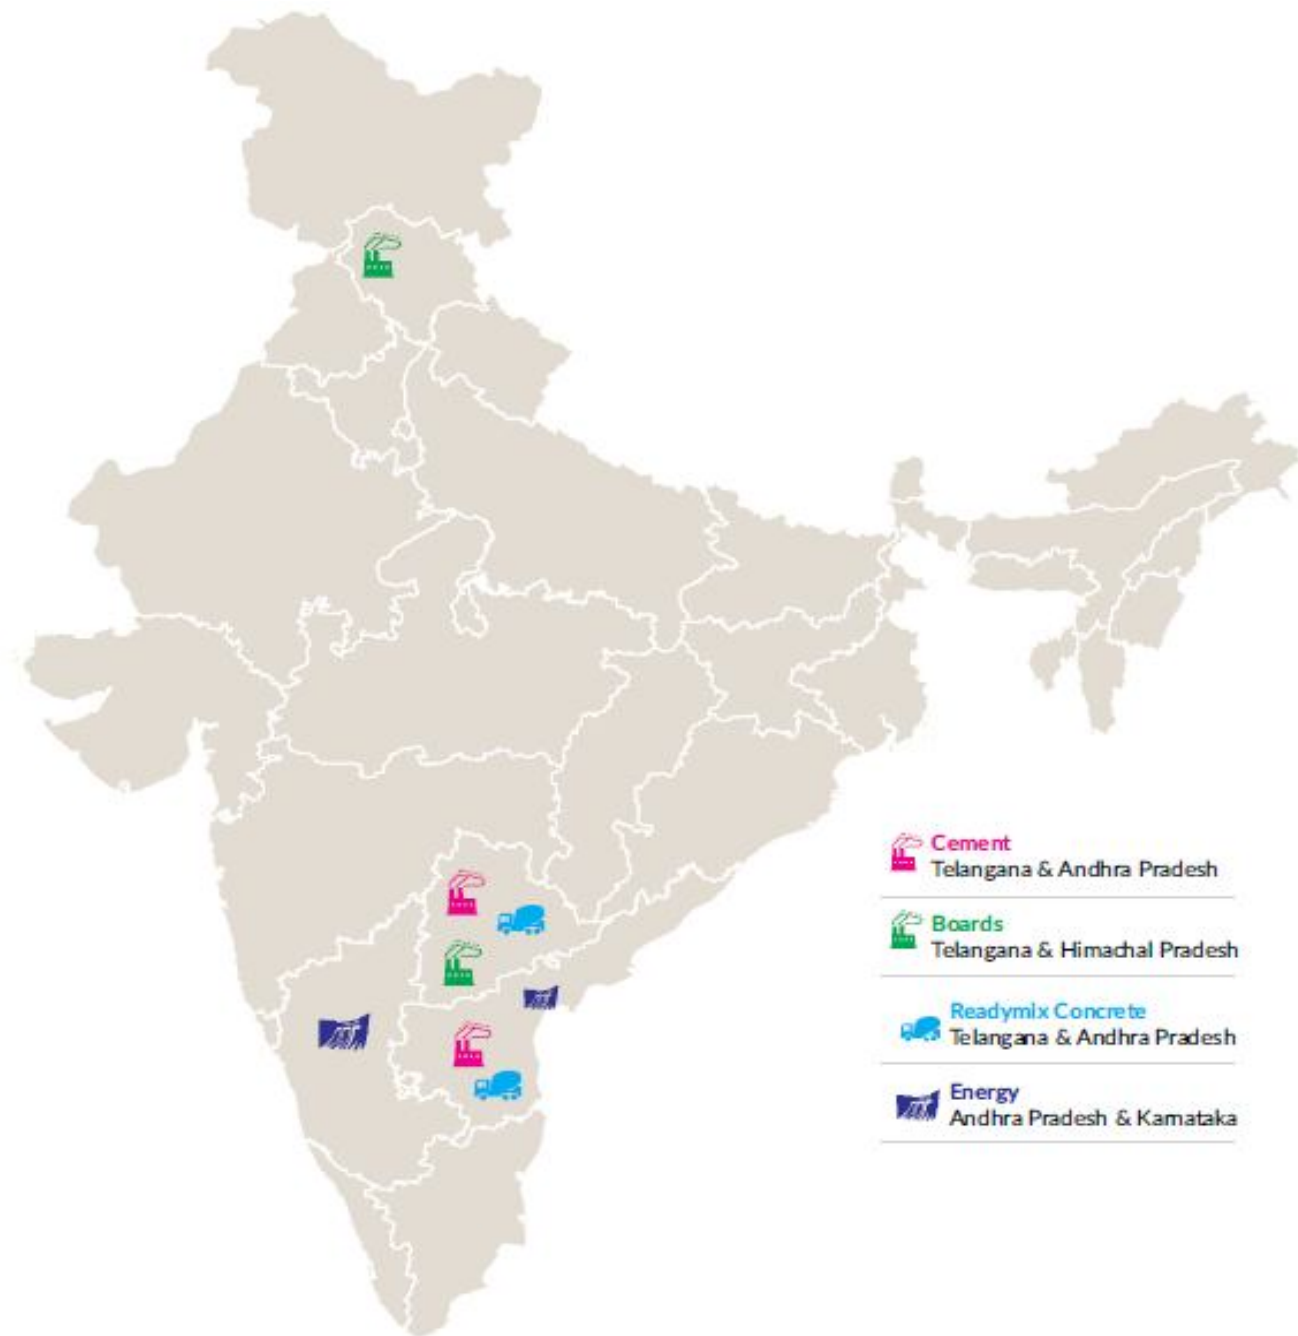 Cement
Telangana & Andhra Pradesh
Boards
Telangana & Himachal Pradesh
Readymix Concrete
Telangana & Andhra Pradesh
Energy
Andhra Pradesh & Karnataka